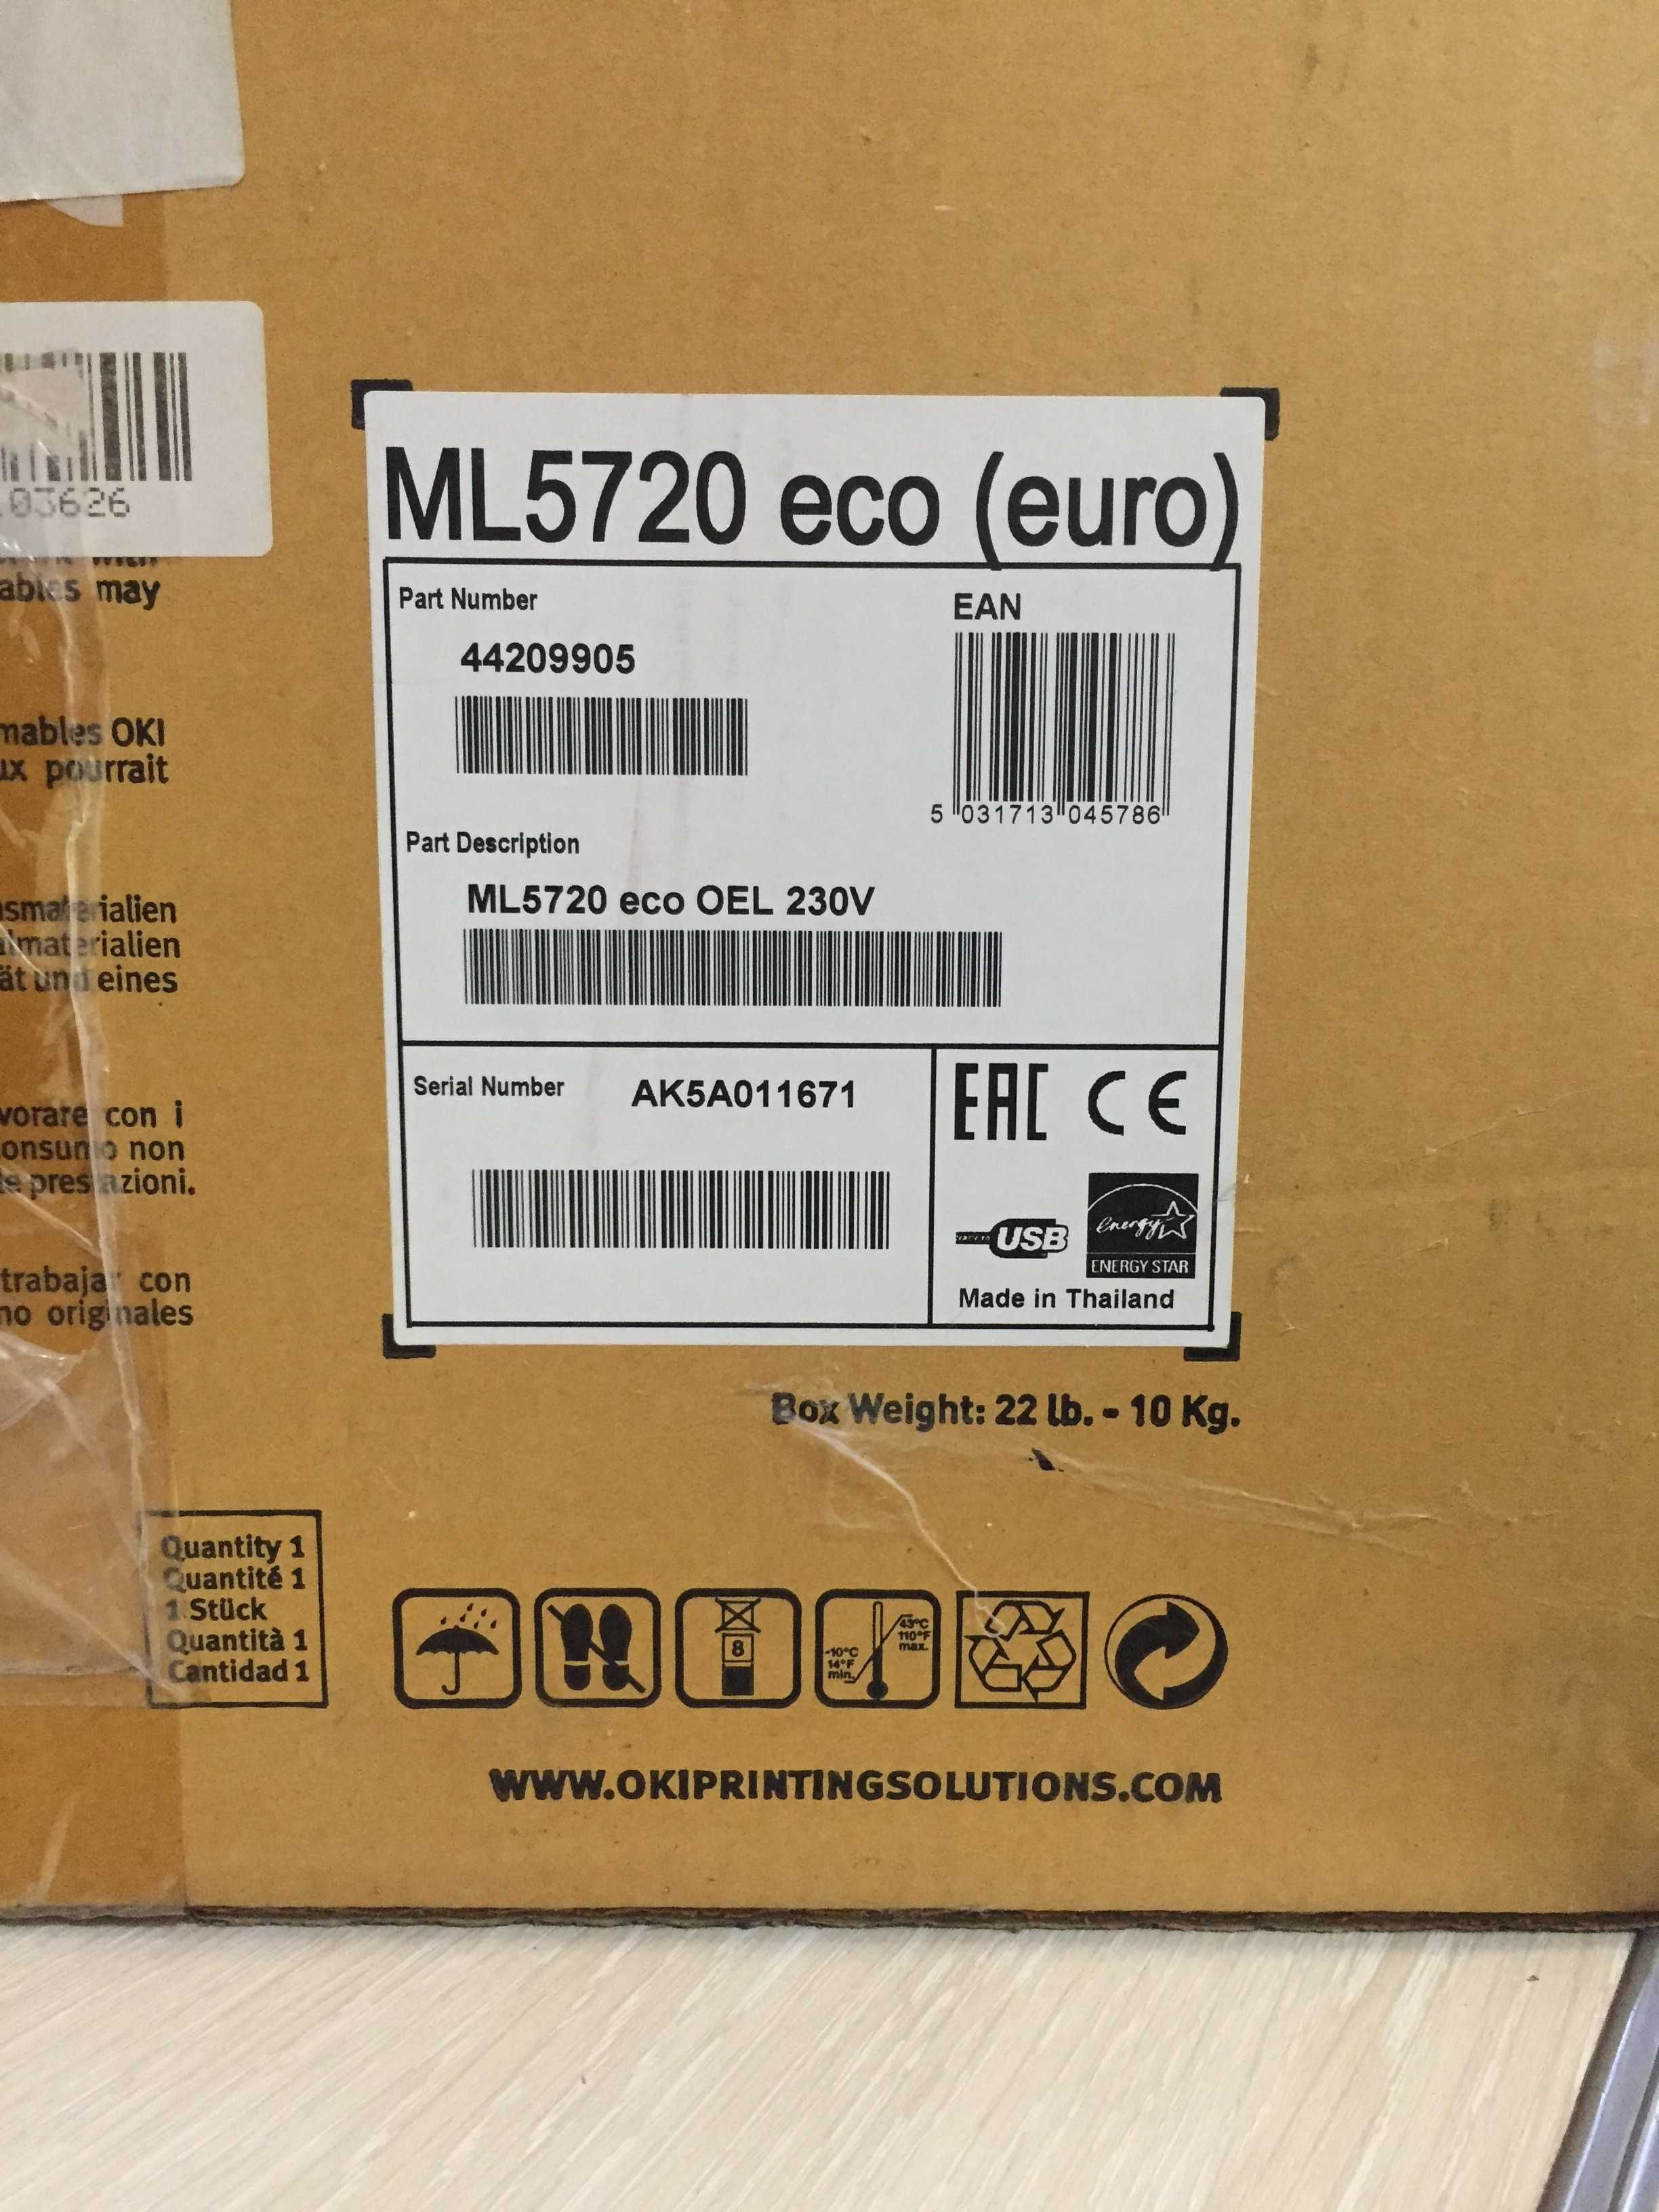 03626
ables may
mables OKI
ux pourrait
smaterialien
lmaterialien
ät und eines
vorare con i
onsumo non
le prestazioni.
trabajar con
no originales
ML5720 eco (euro)
Part Number
44209905
EAN
5 031713 045786
Part Description
ML5720 eco OEL 230V
Serial Number AK5A011671
EAC CE
USB
energy
ENERGY STAR
Made in Thailand
Box Weight: 22 lb. - 10 Kg.
Quantity 1
Quantité 1
1 Stück
Quantità 1
Cantidad 1
8
-10°C
14°F
min.
43°C
110°F
max.
WWW.OKIPRINTINGSOLUTIONS.COM